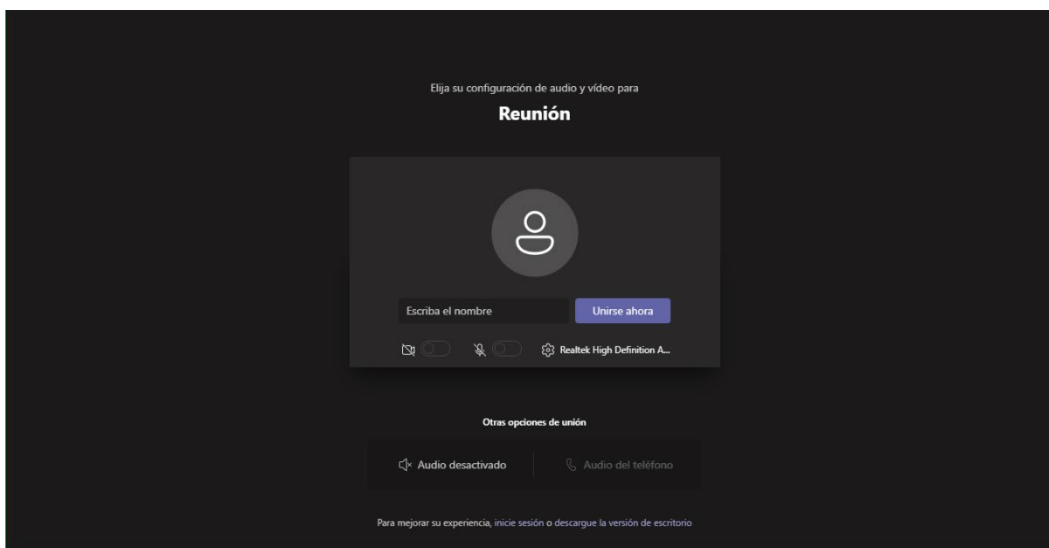 Elija su configuración de audio y vídeo para
Reunión
Escriba el nombre
Unirse ahora
Realtek High Definition A...
Otras opciones de unión
Audio desactivado
Audio del teléfono
Para mejorar su experiencia, inicie sesión o descargue la versión de escritorio